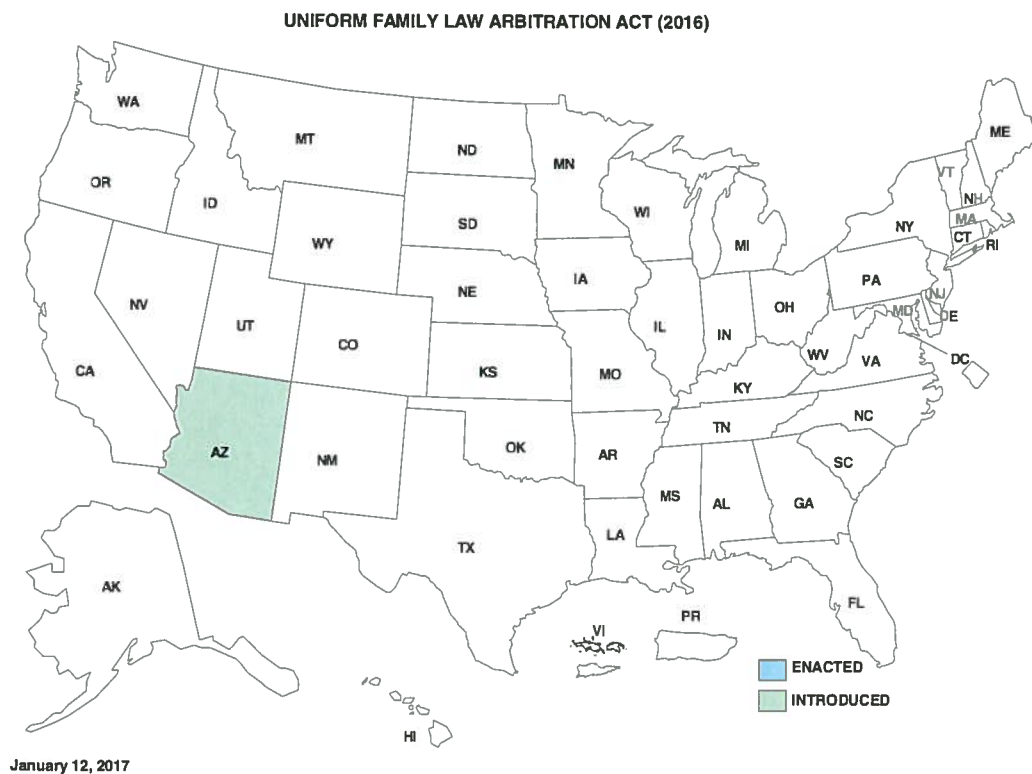 UNIFORM FAMILY LAW ARBITRATION ACT (2016)
WA
MT
ND
MN
ME
OR
ID
SD
WI
VT
NH
WY
MI
NY
MA
CT
RI
IA
NE
PA
NV
UT
CO
IL
IN
OH
NJ
MD
DE
CA
KS
MO
WV
VA
DC
KY
AZ
NM
OK
AR
TN
NC
SC
MS
AL
GA
TX
LA
AK
FL
PR
VI
HI
ENACTED
INTRODUCED
January 12, 2017